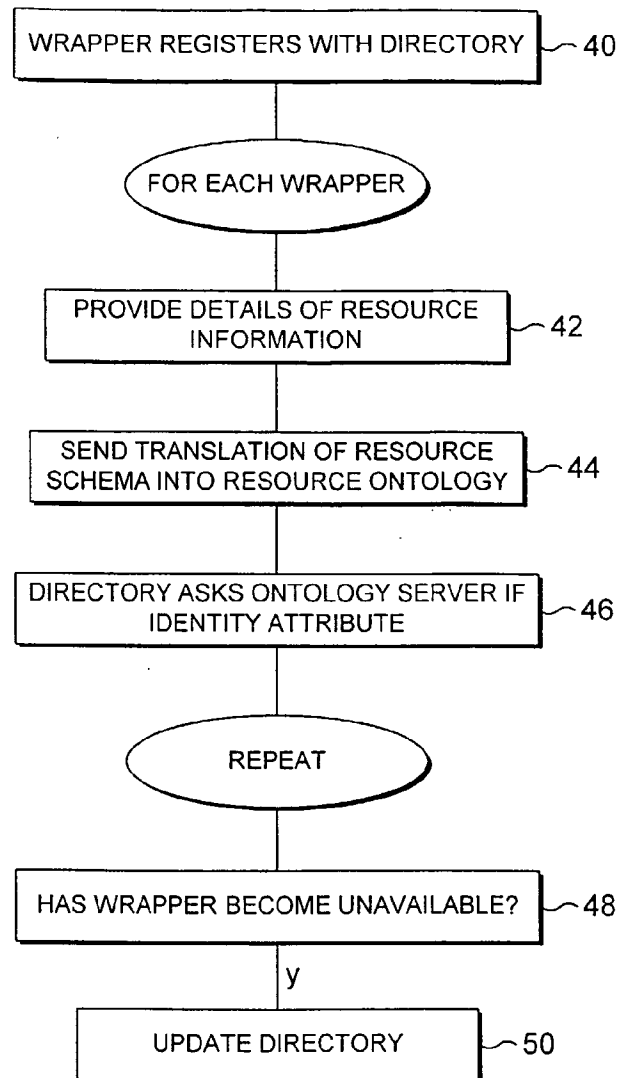 WRAPPER REGISTERS WITH DIRECTORY 40
FOR EACH WRAPPER
PROVIDE DETAILS OF RESOURCE
INFORMATION
42
SEND TRANSLATION OF RESOURCE
SCHEMA INTO RESOURCE ONTOLOGY
44
DIRECTORY ASKS ONTOLOGY SERVER IF
IDENTITY ATTRIBUTE
46
REPEAT
HAS WRAPPER BECOME UNAVAILABLE? 48
y
UPDATE DIRECTORY 50